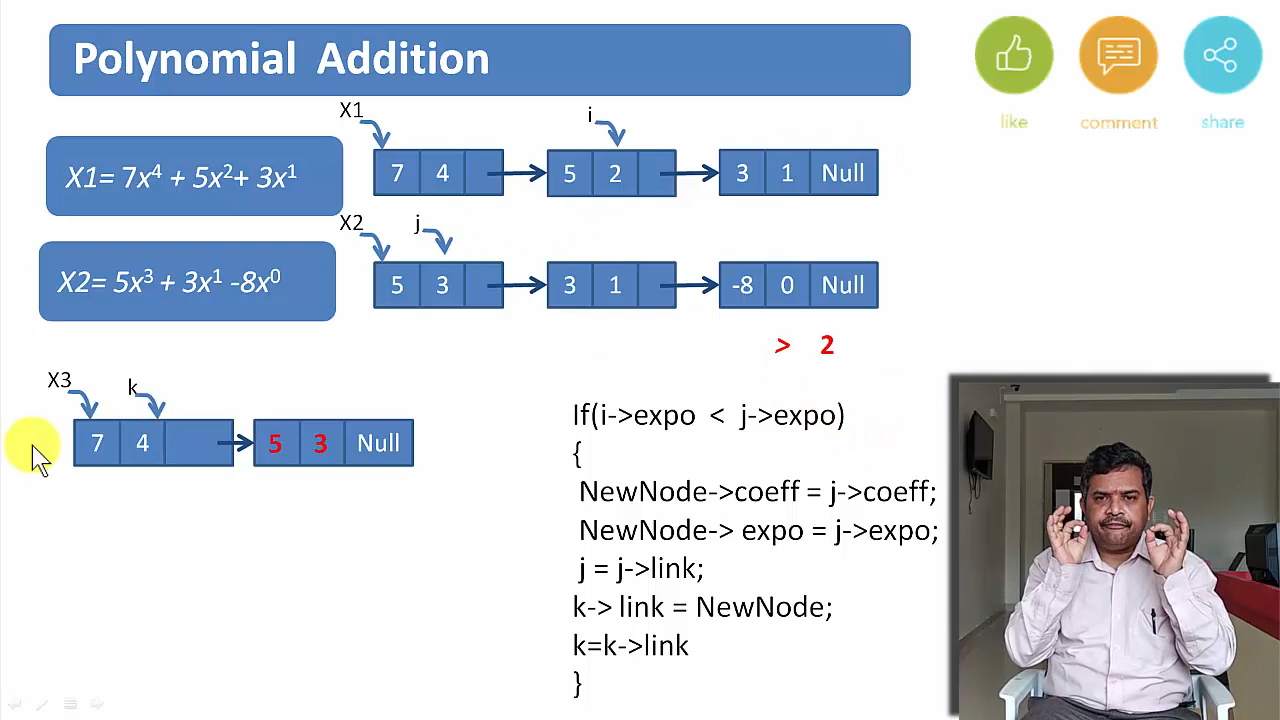 Polynomial Addition
like
comment
share
X1
i
X1= 7x⁴ + 5x²+ 3x¹
7 4
5 2
3 1 Null
X2
j
X2= 5x³ + 3x¹ -8x⁰
5 3
3 1
-8 0 Null
> 2
X3
k
7 4
5 3 Null
If(i->expo < j->expo)
{
NewNode->coeff = j->coeff;
NewNode-> expo = j->expo;
j = j->link;
k-> link = NewNode;
k=k->link
}